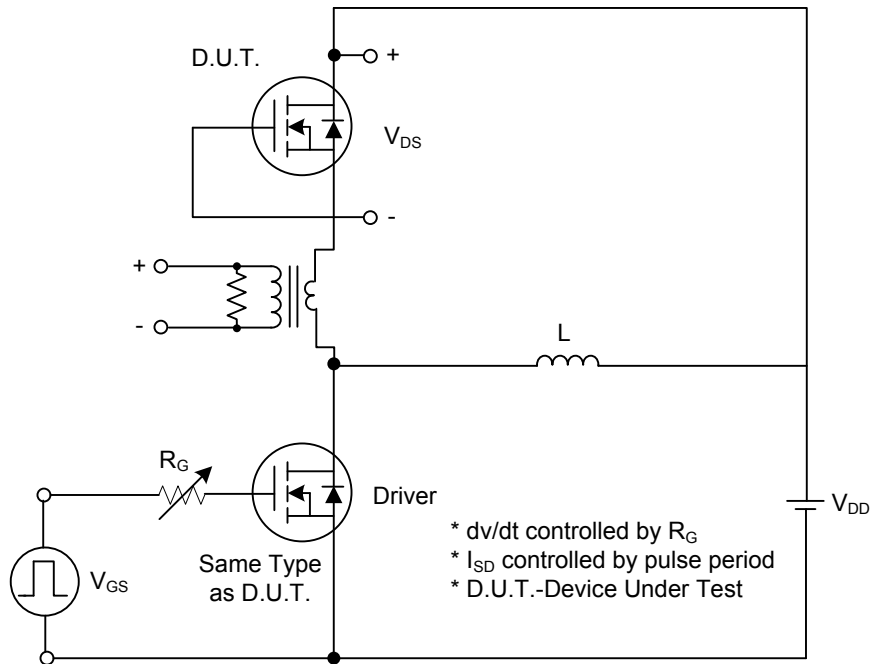 D.U.T.
+
V_DS
-
+
-
L
R_G
Driver
V_DD
V_GS
Same Type
as D.U.T.
* dv/dt controlled by R_G
* I_SD controlled by pulse period
* D.U.T.-Device Under Test